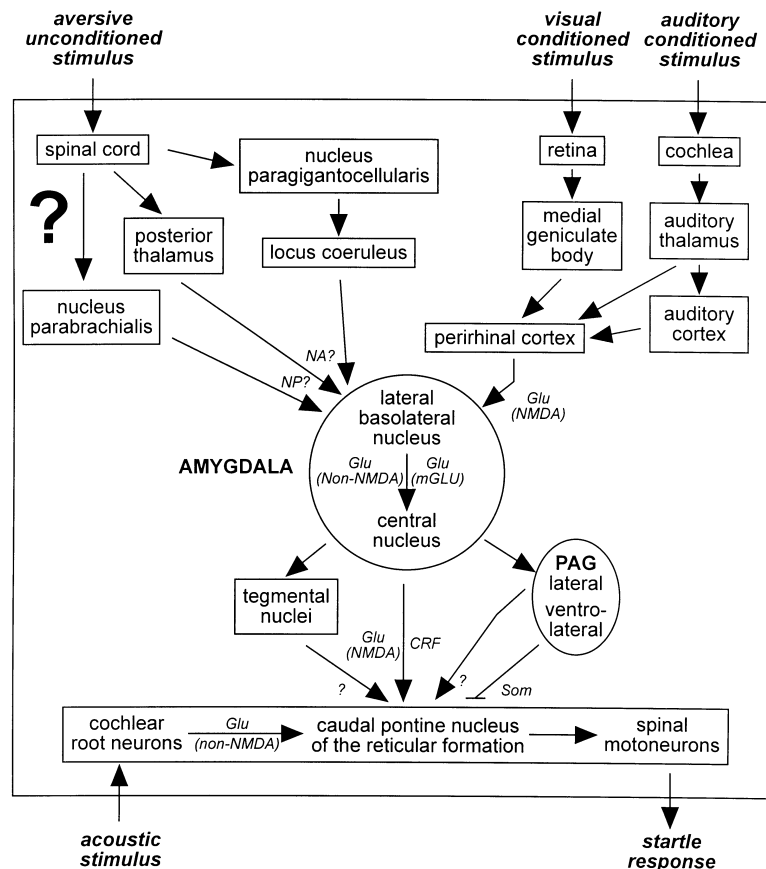 aversive
unconditioned
stimulus
visual
conditioned
stimulus
auditory
conditioned
stimulus
spinal cord
nucleus
paragigantocellularis
retina
cochlea
?
posterior
thalamus
locus coeruleus
medial
geniculate
body
auditory
thalamus
nucleus
parabrachialis
perirhinal cortex
auditory
cortex
NA?
NP?
Glu
(NMDA)
lateral
basolateral
nucleus
AMYGDALA
Glu
(Non-NMDA)
Glu
(mGLU)
central
nucleus
PAG
lateral
ventro-
lateral
tegmental
nuclei
Glu
(NMDA)
CRF
?
?
Som
cochlear
root neurons
Glu
(non-NMDA)
caudal pontine nucleus
of the reticular formation
spinal
motoneurons
acoustic
stimulus
startle
response